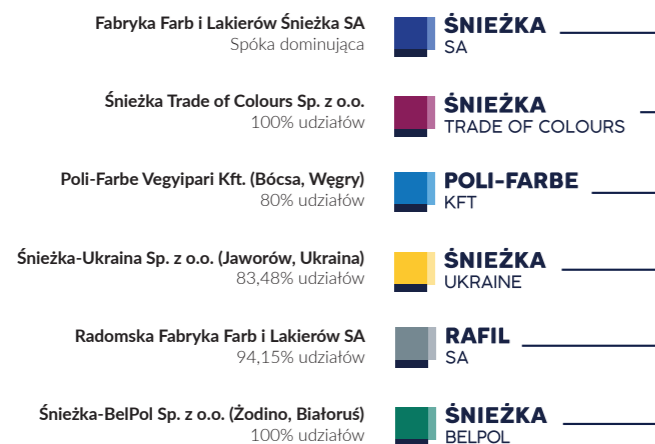 Fabryka Farb i Lakierów Śnieżka SA
Spóka dominująca
ŚNIEŻKA
SA
Śnieżka Trade of Colours Sp. z o.o.
100% udziałów
ŚNIEŻKA
TRADE OF COLOURS
Poli-Farbe Vegyipari Kft. (Bócsa, Węgry)
80% udziałów
POLI-FARBE
KFT
Śnieżka-Ukraina Sp. z o.o. (Jaworów, Ukraina)
83,48% udziałów
ŚNIEŻKA
UKRAINE
Radomska Fabryka Farb i Lakierów SA
94,15% udziałów
RAFIL
SA
Śnieżka-BelPol Sp. z o.o. (Żodino, Białoruś)
100% udziałów
ŚNIEŻKA
BELPOL